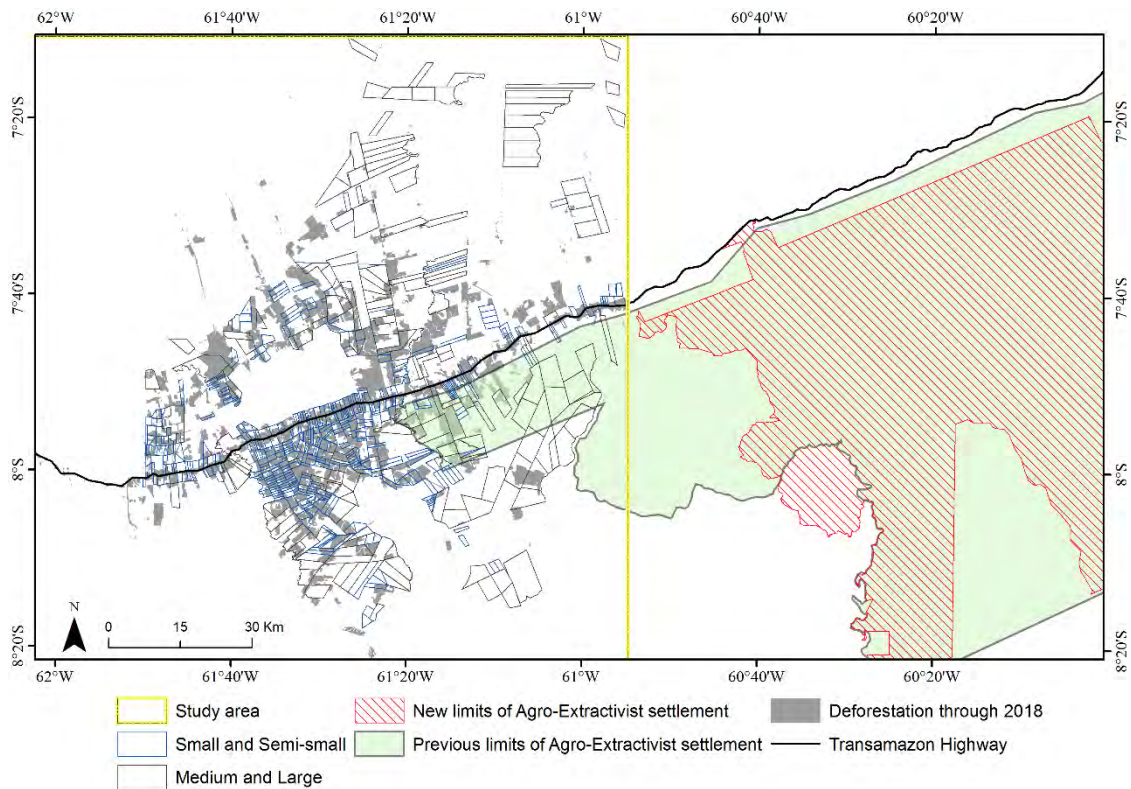 62°W 61°40'W 61°20'W 61°W 60°40'W 60°20'W
7°20'S 7°20'S
7°40'S 7°40'S
8°S 8°S
N
0 15 30 Km
8°20'S 8°20'S
62°W 61°40'W 61°20'W 61°W 60°40'W 60°20'W
Study area New limits of Agro-Extractivist settlement Deforestation through 2018
Small and Semi-small Previous limits of Agro-Extractivist settlement Transamazon Highway
Medium and Large